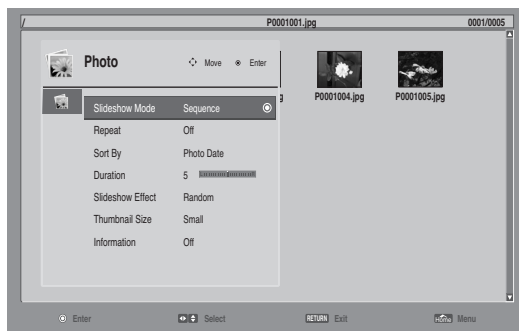 / P0001001.jpg 0001/0005
Photo Move Enter
P0001004.jpg P0001005.jpg
Slideshow Mode Sequence
Repeat Off
Sort By Photo Date
Duration 5
Slideshow Effect Random
Thumbnail Size Small
Information Off
Enter Select RETURN Exit Home Menu